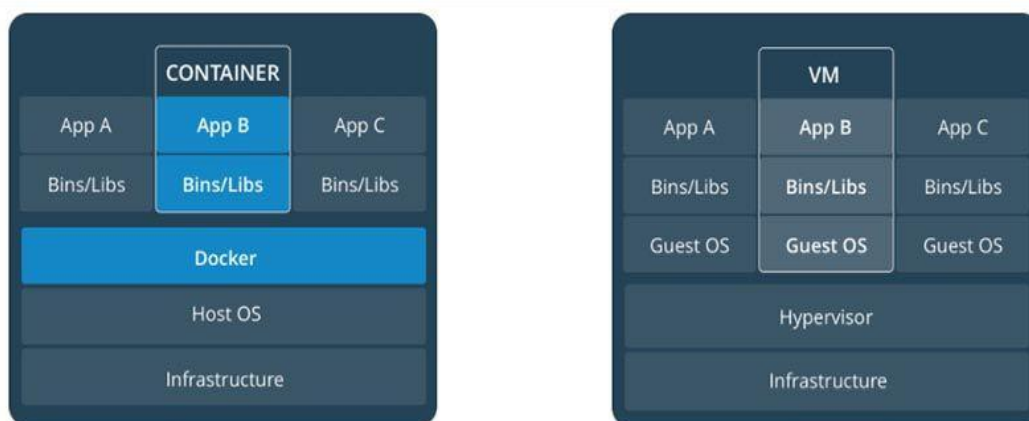 CONTAINER
App A App B App C
Bins/Libs Bins/Libs Bins/Libs
Docker
Host OS
Infrastructure
VM
App A App B App C
Bins/Libs Bins/Libs Bins/Libs
Guest OS Guest OS Guest OS
Hypervisor
Infrastructure